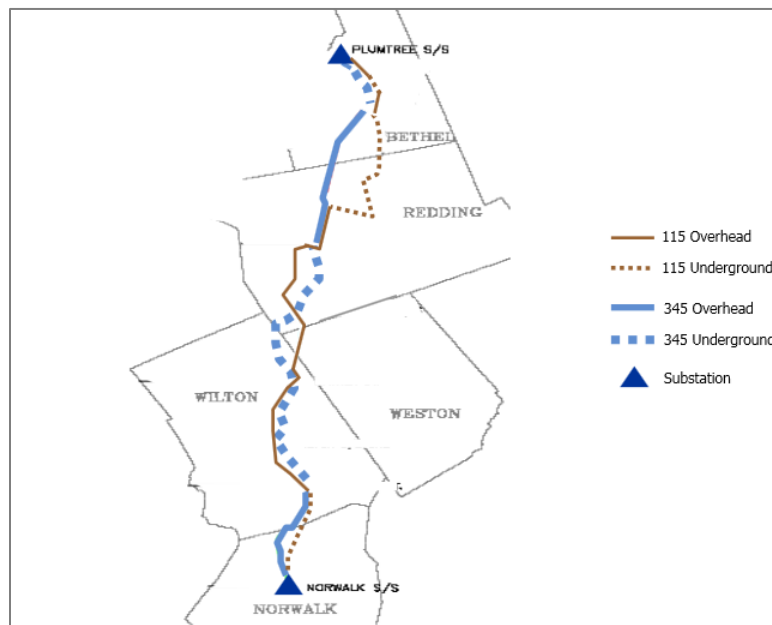 PLUMTREE S/S
BETHEL
REDDING
115 Overhead
115 Underground
345 Overhead
345 Underground
Substation
WILTON
WESTON
NORWALK S/S
NORWALK